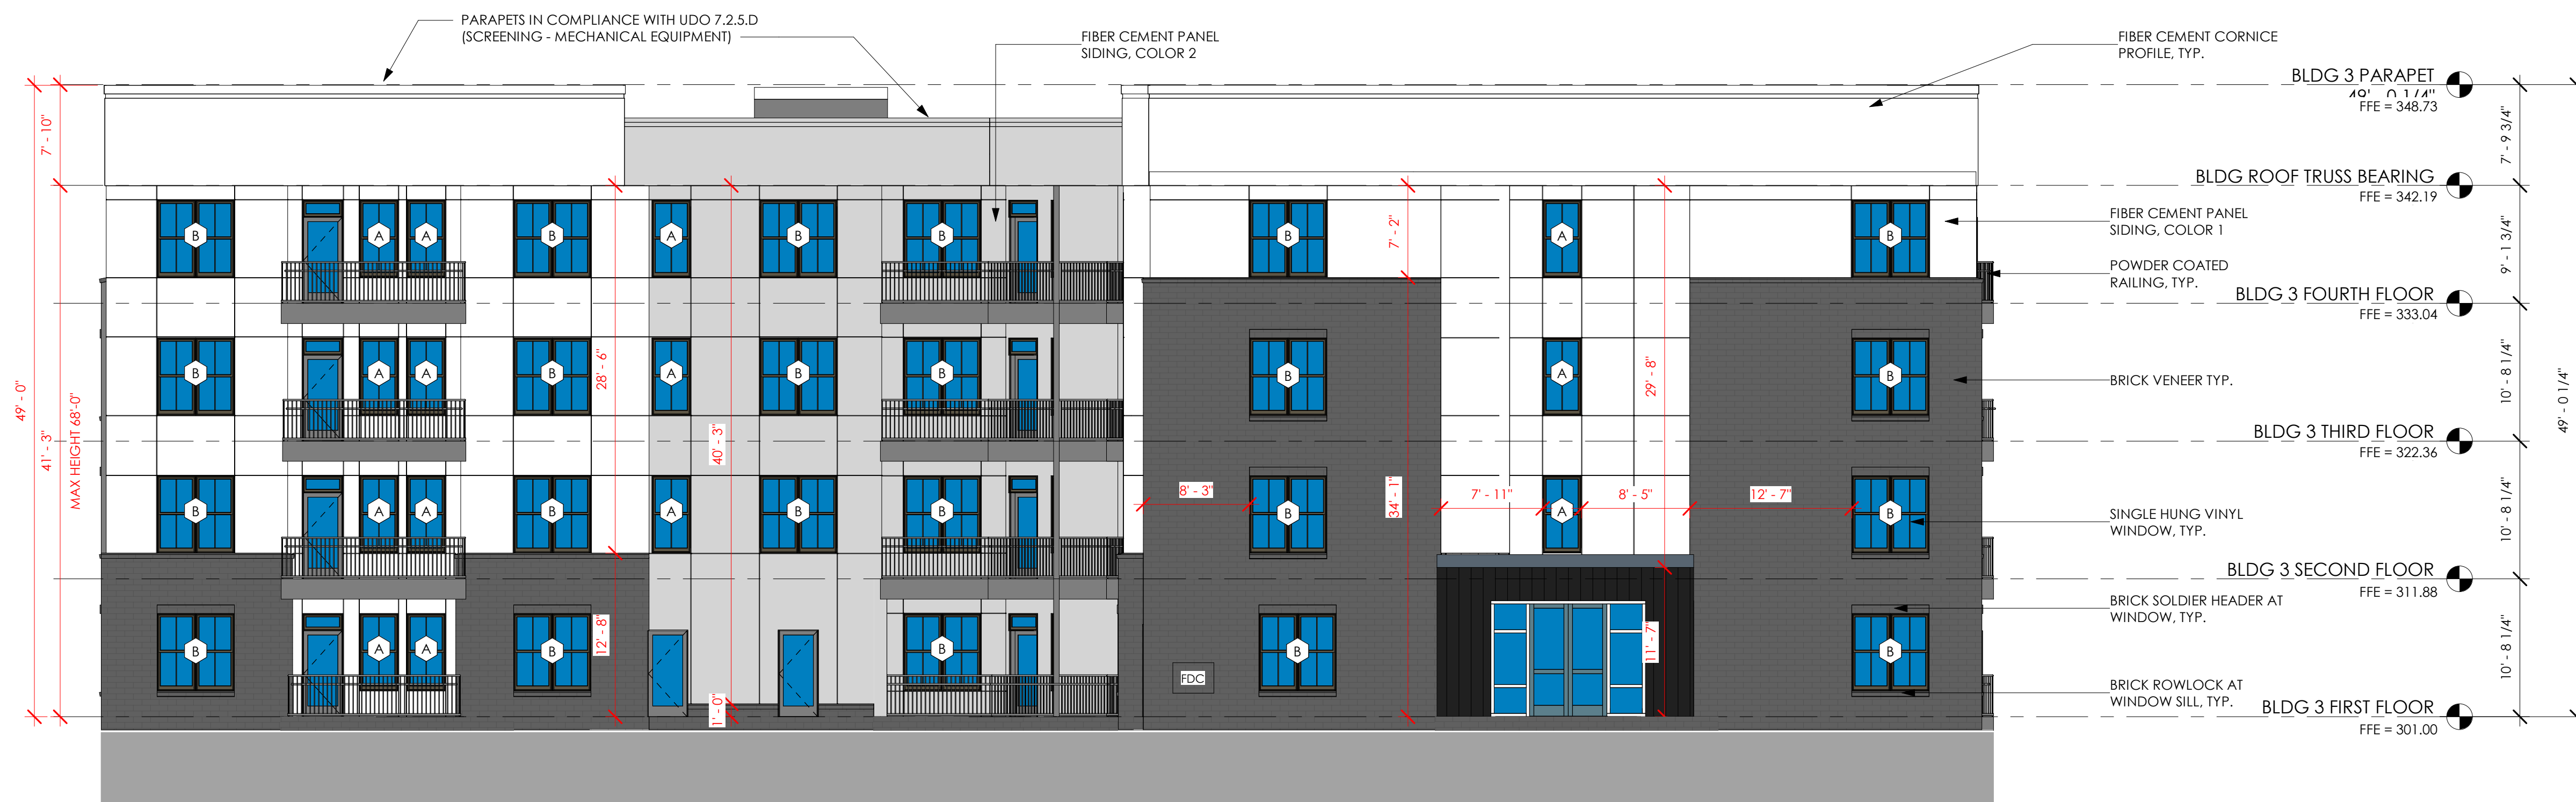 PARAPETS IN COMPLIANCE WITH UDO 7.2.5.D
(SCREENING - MECHANICAL EQUIPMENT)
FIBER CEMENT PANEL
SIDING, COLOR 2
FIBER CEMENT CORNICE
PROFILE, TYP.
BLDG 3 PARAPET
49' - 0 1/4"
FFE = 348.73
7' - 10"
7' - 9 3/4"
BLDG ROOF TRUSS BEARING
FFE = 342.19
FIBER CEMENT PANEL
SIDING, COLOR 1
B
A
A
B
A
B
B
B
A
B
7' - 2"
9' - 1 3/4"
POWDER COATED
RAILING, TYP.
BLDG 3 FOURTH FLOOR
FFE = 333.04
49' - 0"
41' - 3"
MAX HEIGHT 68'-0"
28' - 6"
40' - 3"
29' - 8"
B
A
A
B
A
B
B
B
A
B
BRICK VENEER TYP.
10' - 8 1/4"
49' - 0 1/4"
BLDG 3 THIRD FLOOR
FFE = 322.36
8' - 3"
34' - 1"
7' - 11"
8' - 5"
12' - 7"
B
A
A
B
A
B
B
B
A
B
SINGLE HUNG VINYL
WINDOW, TYP.
10' - 8 1/4"
BLDG 3 SECOND FLOOR
FFE = 311.88
BRICK SOLDIER HEADER AT
WINDOW, TYP.
12' - 8"
11' - 7"
B
A
A
B
B
B
B
10' - 8 1/4"
FDC
1' - 0"
BRICK ROWLOCK AT
WINDOW SILL, TYP.
BLDG 3 FIRST FLOOR
FFE = 301.00